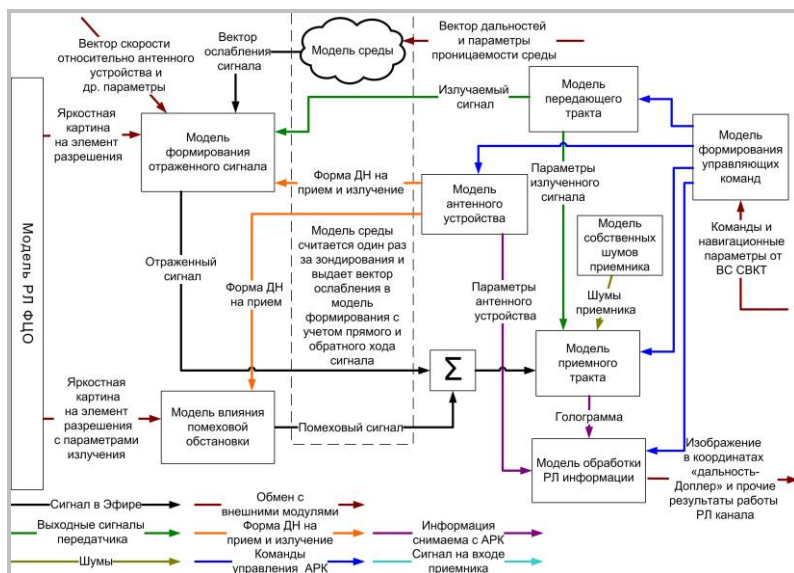 Вектор скорости
относительно антенного
устройства и
др. параметры
Вектор
ослабления
сигнала
Модель среды
Вектор дальностей
и параметры
проницаемости среды
Яркостная
картина
на элемент
разрешения
Модель
формирования
отраженного сигнала
Излучаемый
сигнал
Модель
передающего
тракта
Модель
формирования
управляющих
команд
Форма ДН
на прием и излучение
Модель
антенного
устройства
Параметры
излученного
сигнала
Модель
собственных
шумов
приемника
Команды и
навигационные
параметры от
ВС СВКТ
Модель РЛ ФЦО
Отраженный
сигнал
Форма ДН
на прием
Модель среды
считается один раз
за зондирования и
выдает вектор
ослабления в
модель
формирования с
учетом прямого и
обратного хода
сигнала
Параметры
антенного
устройства
Шумы
приемника
Σ
Модель
приемного
тракта
Яркостная
картина
на элемент
разрешения
с параметрами
излучения
Модель влияния
помеховой
обстановки
Помеховый сигнал
Голограмма
Модель обработки
РЛ информации
Изображение
в координатах
«дальность-
Доплер» и прочие
результаты работы
РЛ канала
Сигнал в Эфире
Обмен с
внешними модулями
Выходные сигналы
передатчика
Форма ДН на
прием и излучение
Информация
снимаема с АРК
Шумы
Команды
управления АРК
Сигнал на входе
приемника